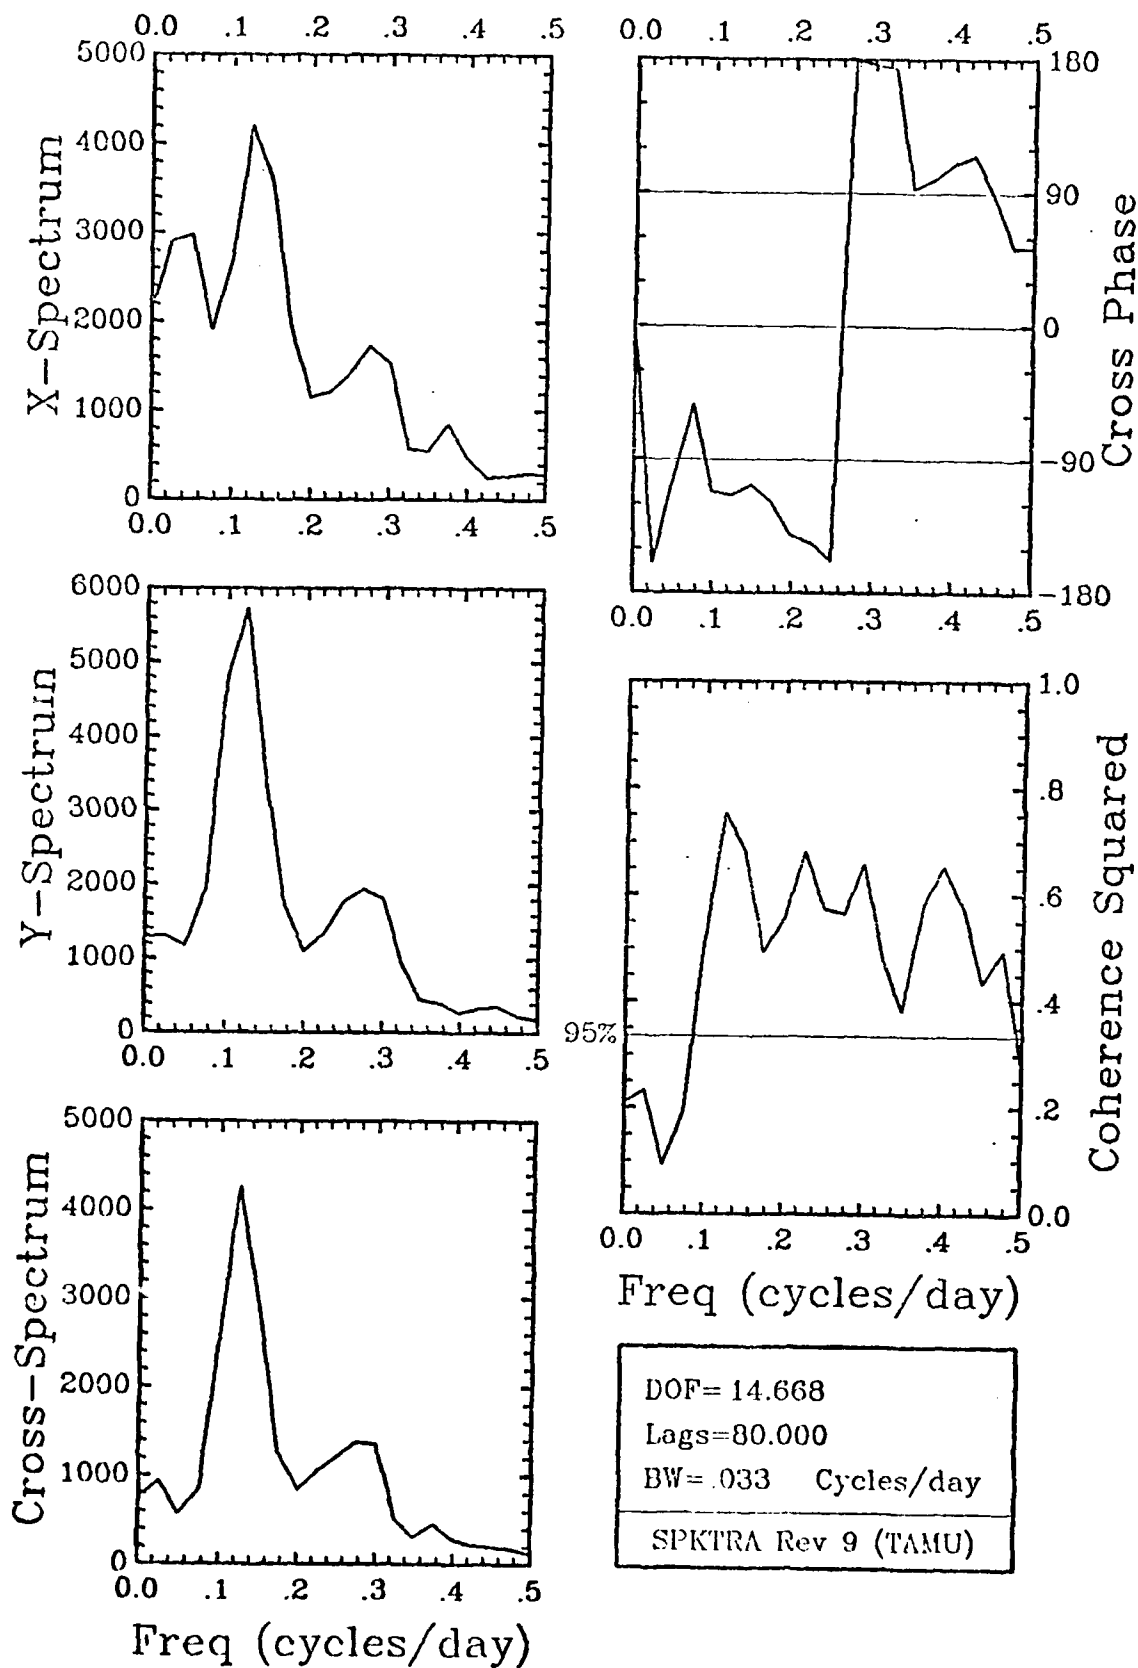 0.0 .1 .2 .3 .4 .5
5000
4000
3000
2000
1000
0
X-Spectrum
0.0 .1 .2 .3 .4 .5
6000
5000
4000
3000
2000
1000
0
Y-Spectrum
0.0 .1 .2 .3 .4 .5
5000
4000
3000
2000
1000
0
Cross-Spectrum
0.0 .1 .2 .3 .4 .5
Freq (cycles/day)
0.0 .1 .2 .3 .4 .5
180
90
0
-90
-180
Cross Phase
0.0 .1 .2 .3 .4 .5
1.0
.8
.6
.4
.2
0.0
95%
Coherence Squared
0.0 .1 .2 .3 .4 .5
Freq (cycles/day)
DOF= 14.668
Lags=80.000
BW= .033 Cycles/day
SPKTRA Rev 9 (TAMU)